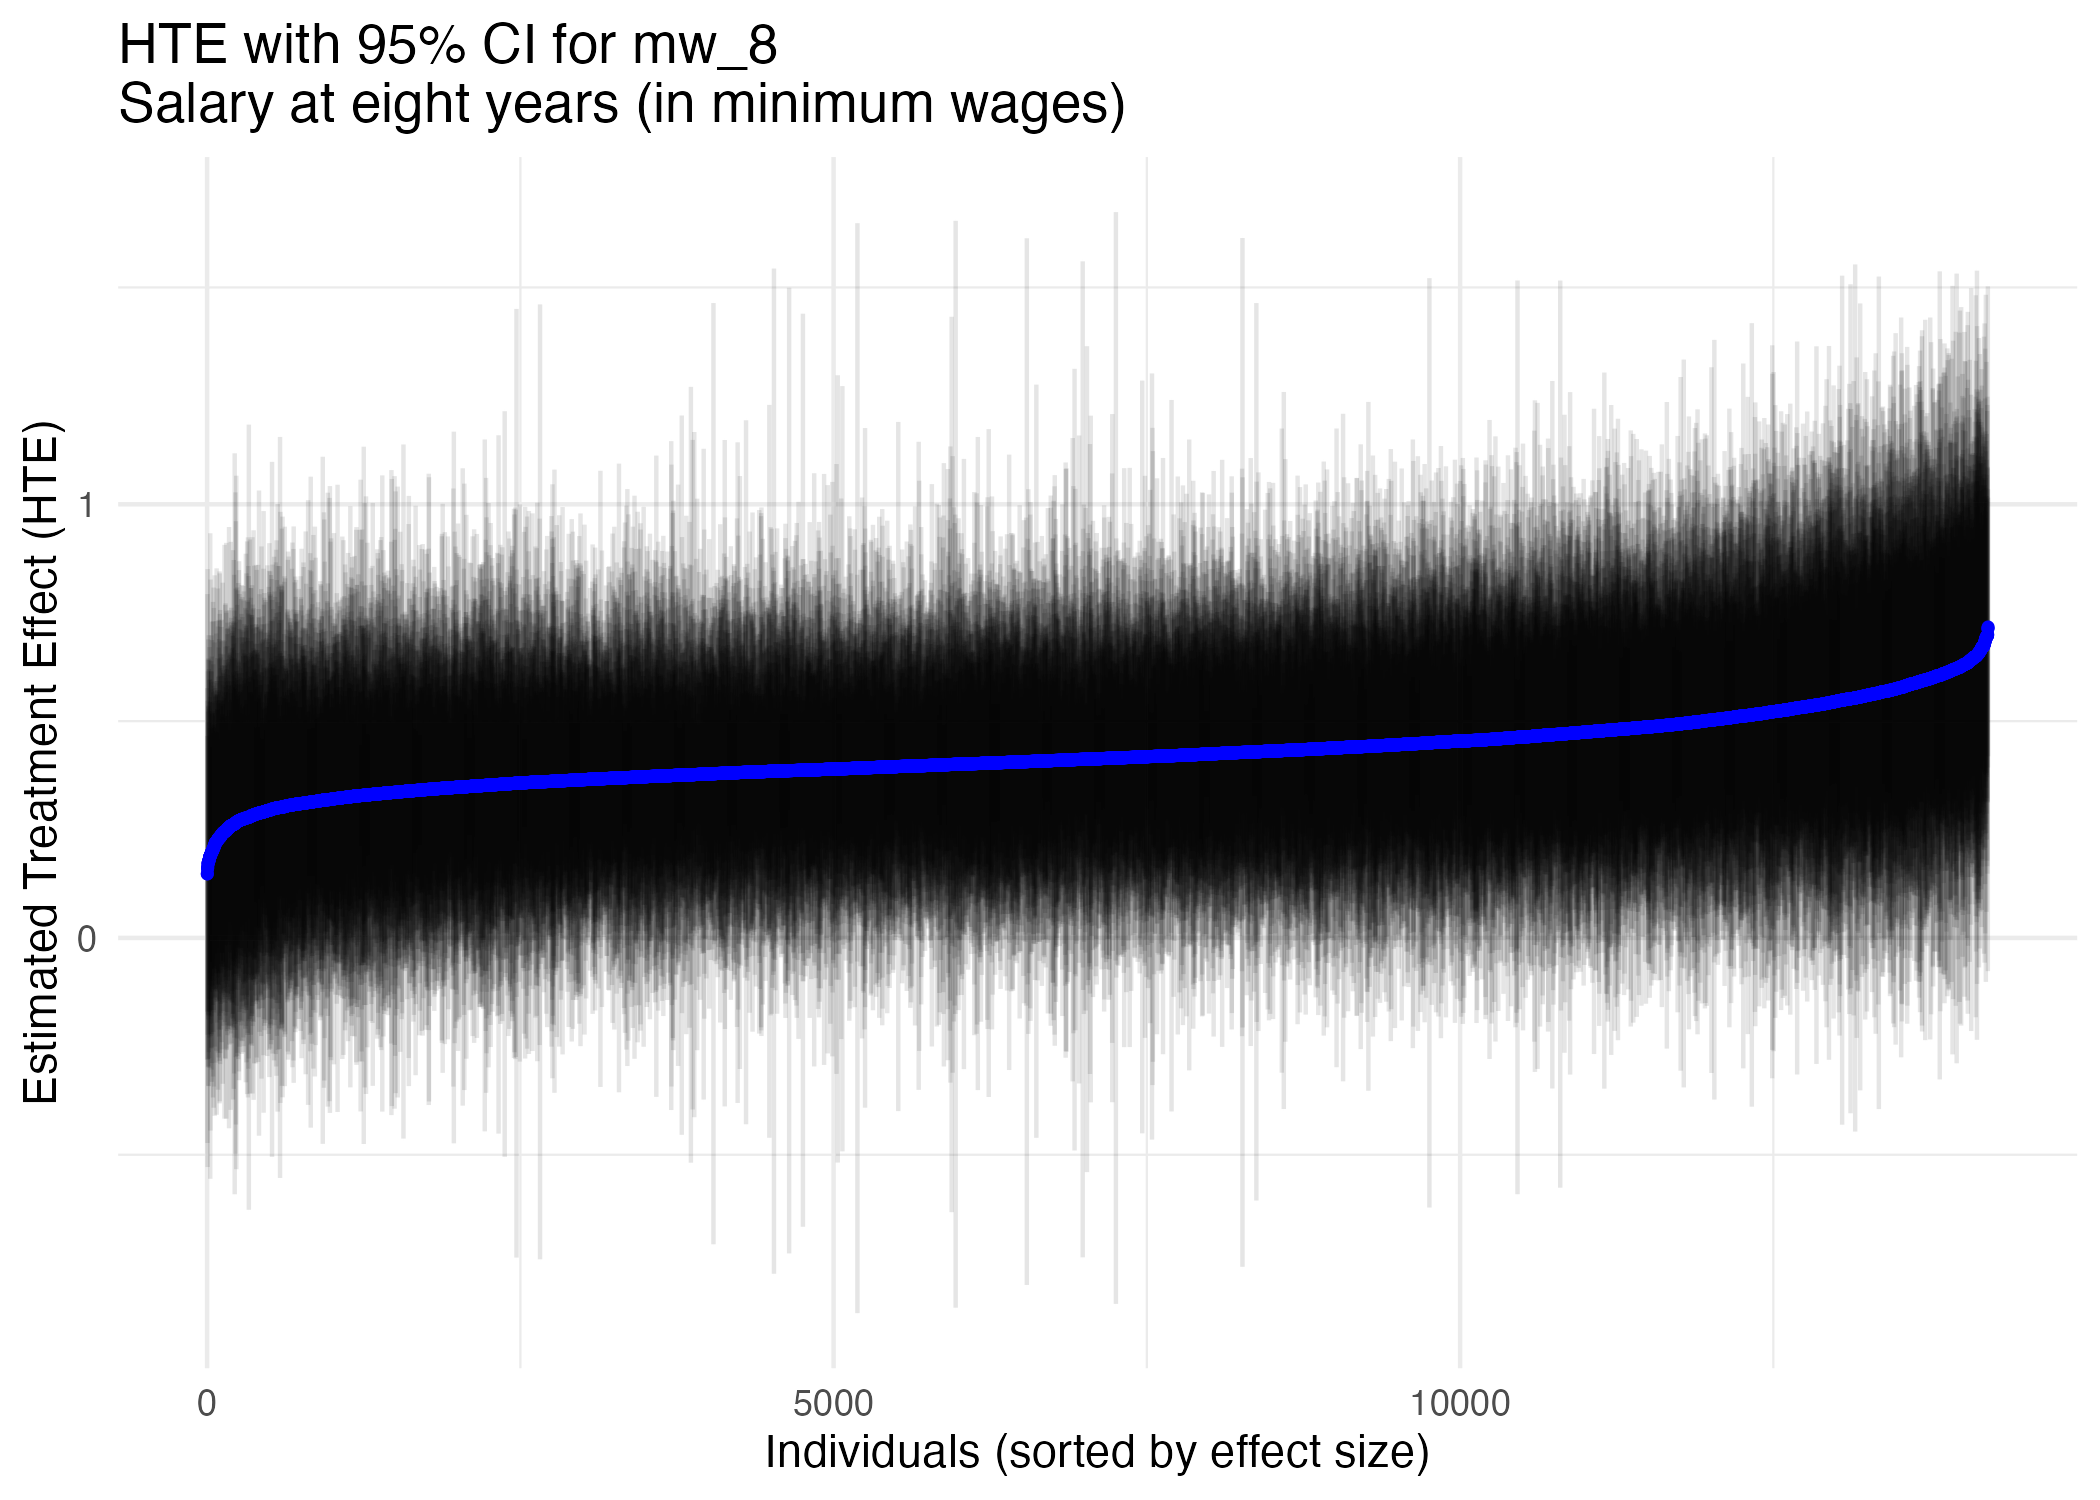 HTE with 95% CI for mw_8
Salary at eight years (in minimum wages)
Estimated Treatment Effect (HTE)
1
0
0
5000
10000
Individuals (sorted by effect size)